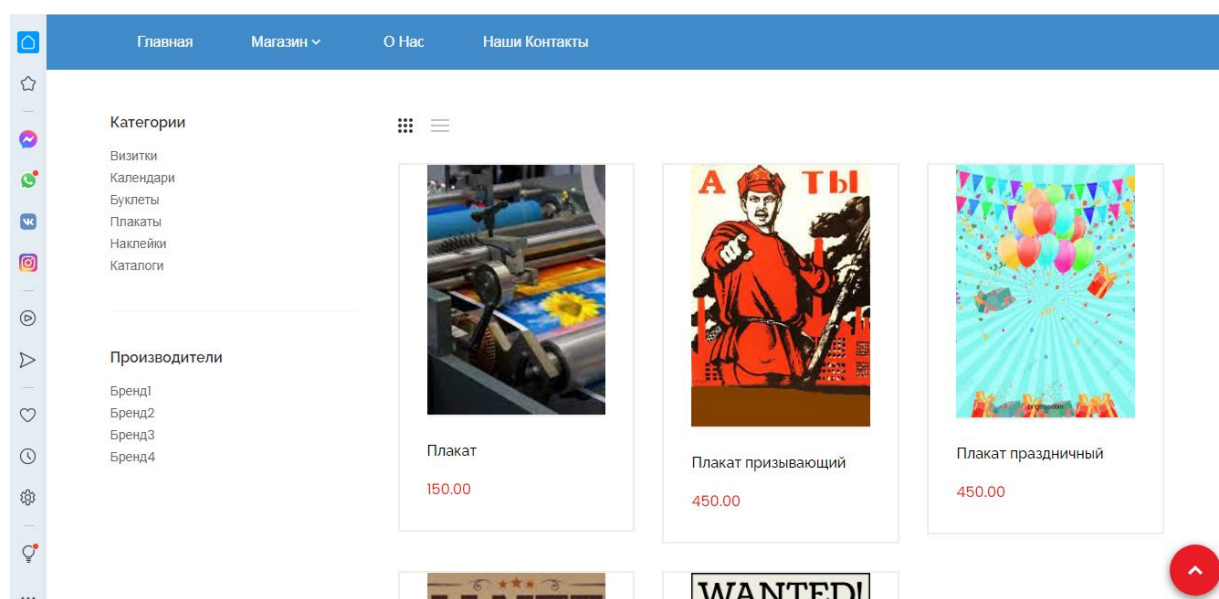 Главная Магазин О Нас Наши Контакты
Категории
Визитки
Календари
Буклеты
Плакаты
Наклейки
Каталоги
Производители
Бренд1
Бренд2
Бренд3
Бренд4
А ТЫ
Плакат
150.00
Плакат призывающий
450.00
Плакат праздничный
450.00
WANTED!